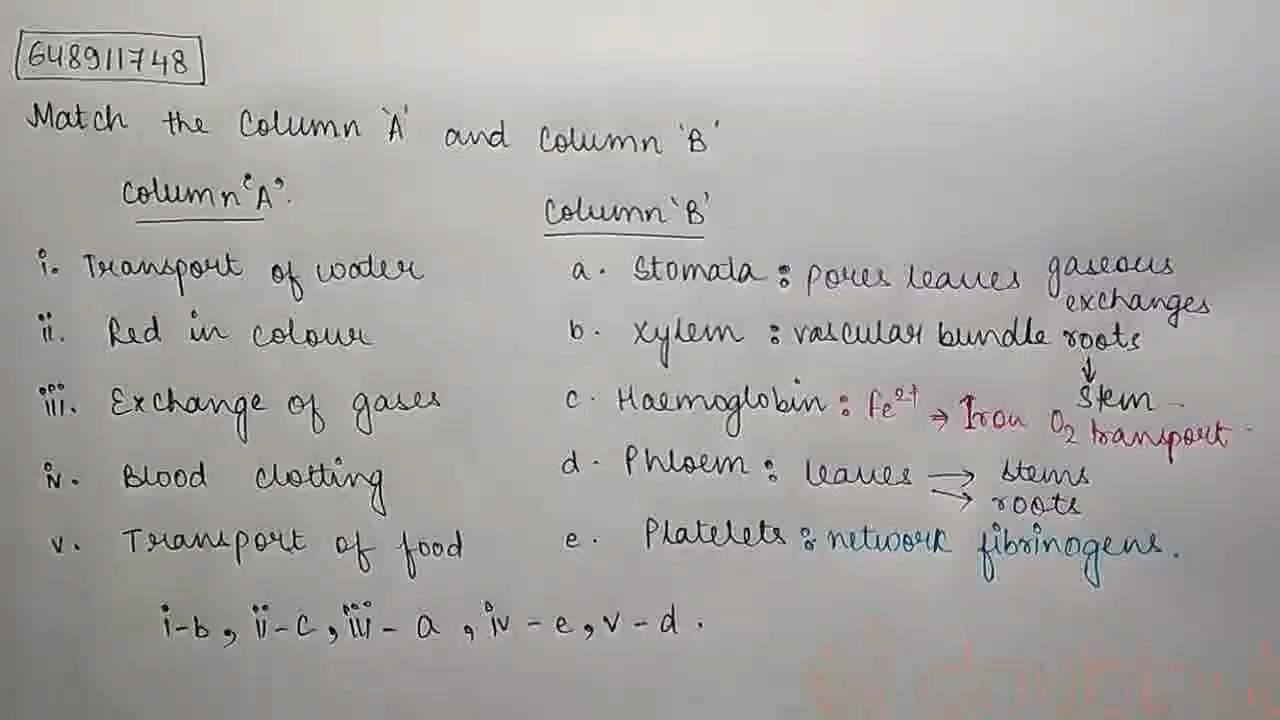 648911748
Match the Column 'A' and Column 'B'
Column 'A'.
Column 'B'
i. Transport of water
a. Stomata : pores leaves gaseous exchanges
ii. Red in colour
b. xylem : vascular bundle roots → Stem -
iii. Exchange of gases
c. Haemoglobin : Fe2+ → Iron O2 transport
iv. Blood clotting
d. Phloem : leaves → stems → roots
v. Transport of food
e. Platelets : network fibrinogens.
i-b, ii-c, iii-a, iv-e, v-d.
doubtnut